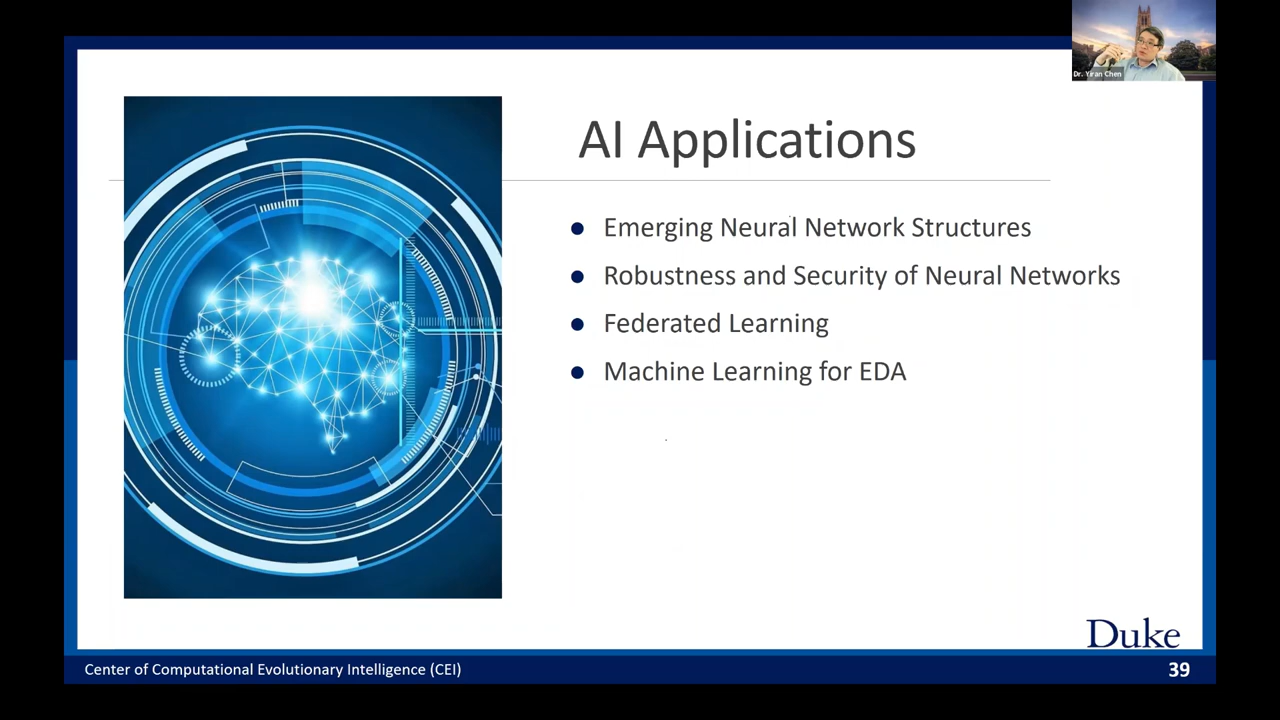 Dr. Yiran Chen
AI Applications
● Emerging Neural Network Structures
● Robustness and Security of Neural Networks
● Federated Learning
● Machine Learning for EDA
Duke
Center of Computational Evolutionary Intelligence (CEI)
39